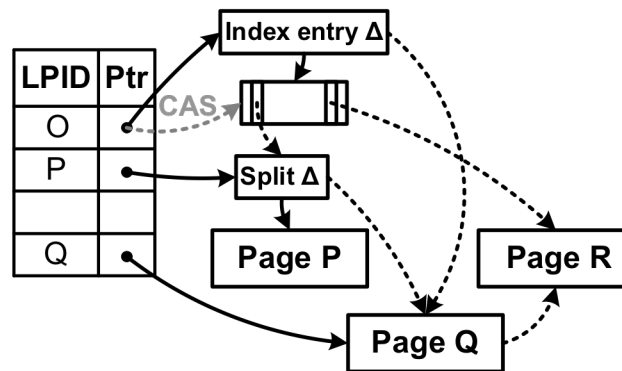 Index entry Δ
LPID Ptr
CAS
O
P
Split Δ
Page P
Page R
Q
Page Q